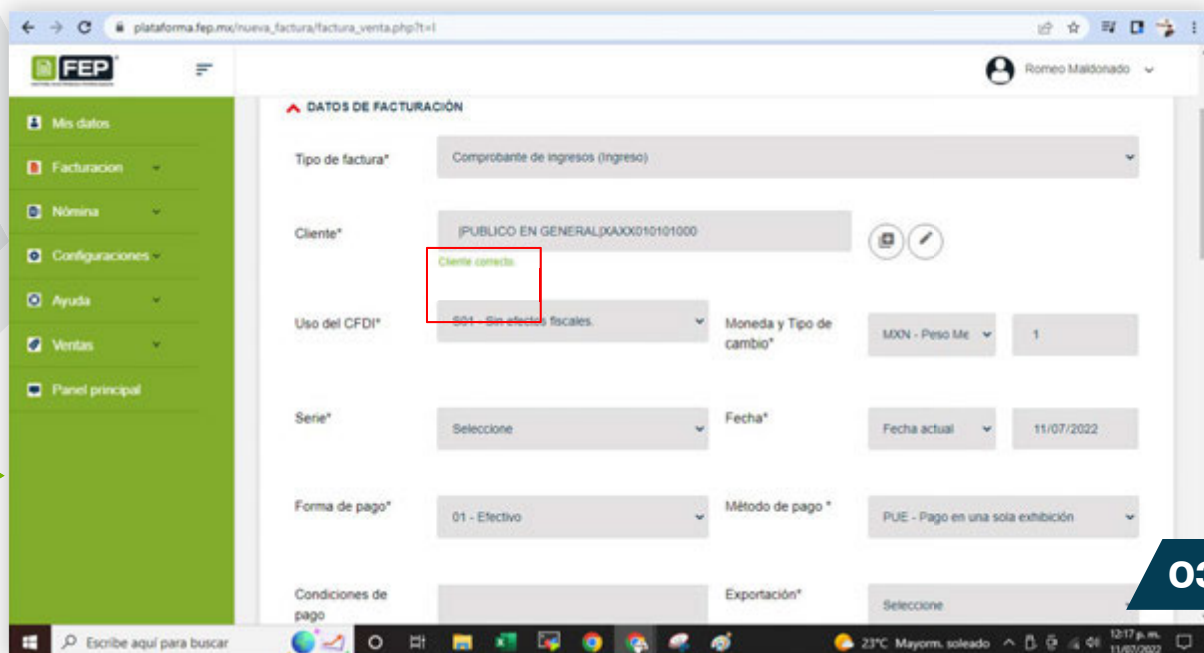 plataforma.fep.mx/nueva_factura/factura_venta.php?t=I
FEP
Romeo Maldonado
Mis datos
Facturacion
Nómina
Configuraciones
Ayuda
Ventas
Panel principal
DATOS DE FACTURACIÓN
Tipo de factura*
Comprobante de ingresos (Ingreso)
Cliente*
|PUBLICO EN GENERAL|XAXX010101000
Cliente correcto.
Uso del CFDI*
S01 - Sin efectos fiscales.
Moneda y Tipo de cambio*
MXN - Peso Me
1
Serie*
Seleccione
Fecha*
Fecha actual
11/07/2022
Forma de pago*
01 - Efectivo
Método de pago *
PUE - Pago en una sola exhibición
Condiciones de pago
Exportación*
Seleccione
03
Escribe aquí para buscar
23°C Mayorm. soleado
12:17 p. m.
11/07/2022